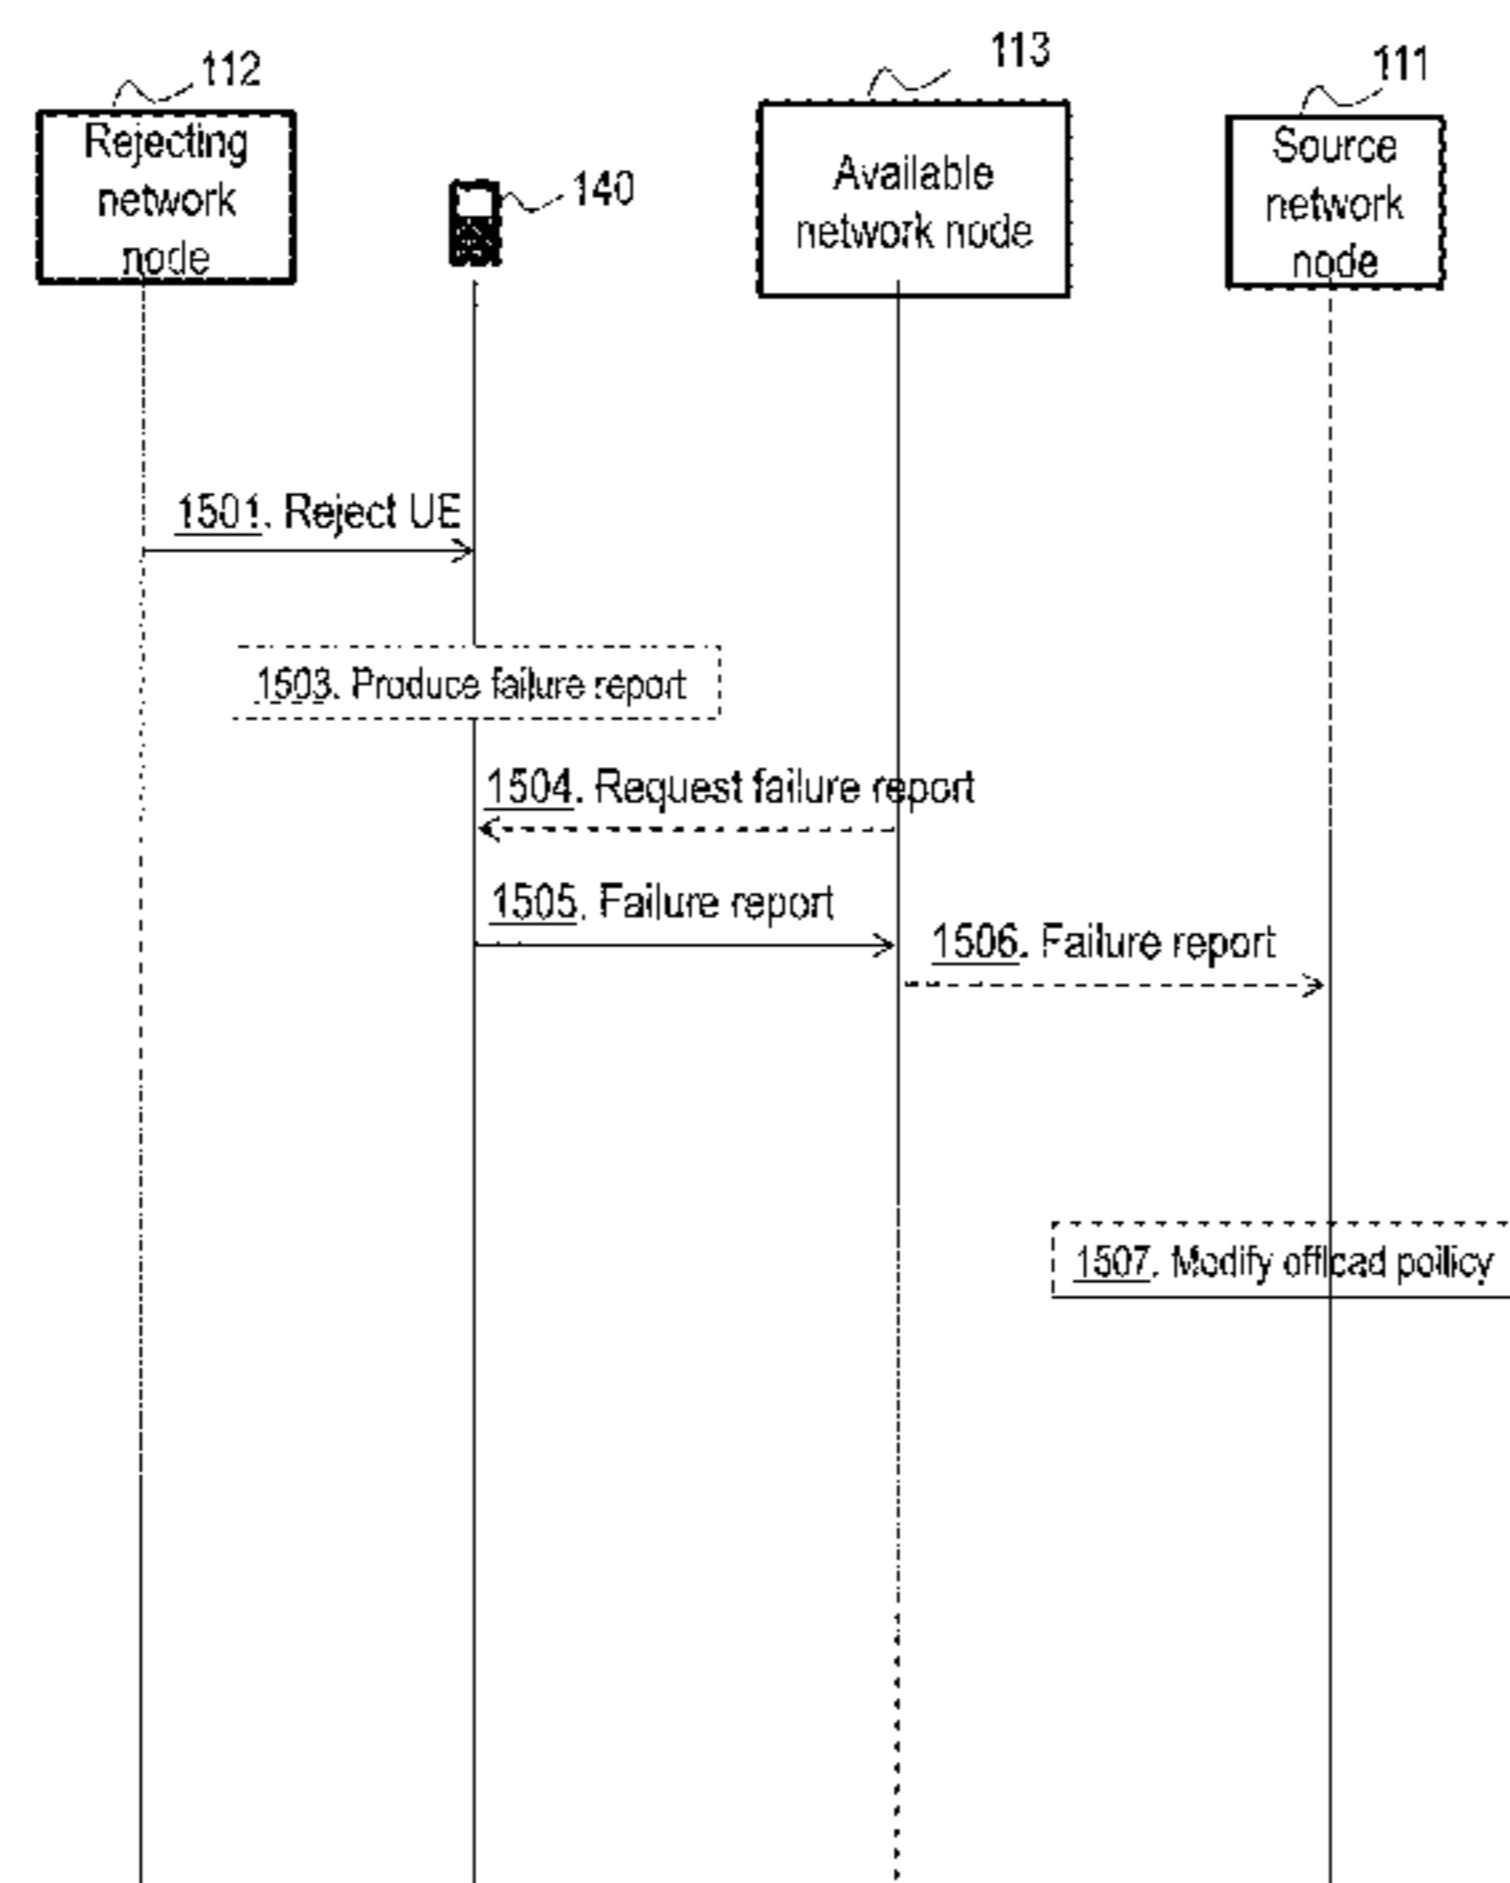 112
Rejecting
network
node
140
113
Available
network node
111
Source
network
node
1501. Reject UE
1503. Produce failure report
1504. Request failure report
1505. Failure report
1506. Failure report
1507. Modify offload poilicy